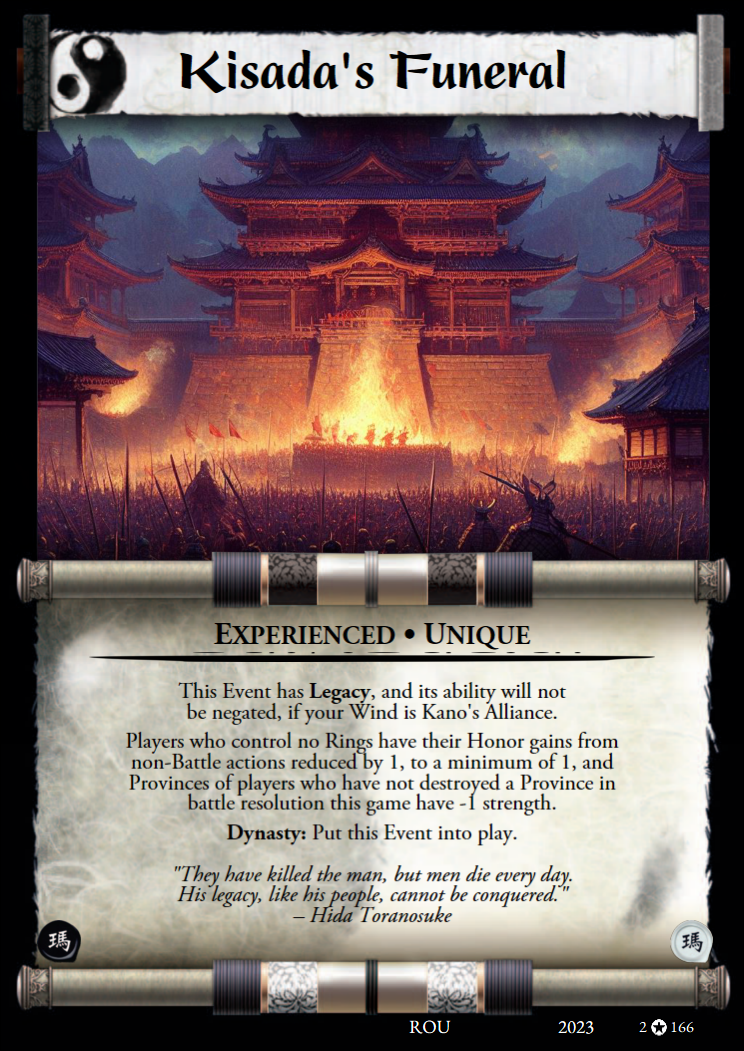 Kisada's Funeral
EXPERIENCED • UNIQUE
This Event has Legacy, and its ability will not
be negated, if your Wind is Kano's Alliance.
Players who control no Rings have their Honor gains from
non-Battle actions reduced by 1, to a minimum of 1, and
Provinces of players who have not destroyed a Province in
battle resolution this game have -1 strength.
Dynasty: Put this Event into play.
"They have killed the man, but men die every day.
His legacy, like his people, cannot be conquered."
– Hida Toranosuke
瑪 瑪
ROU 2023 2 ✪ 166